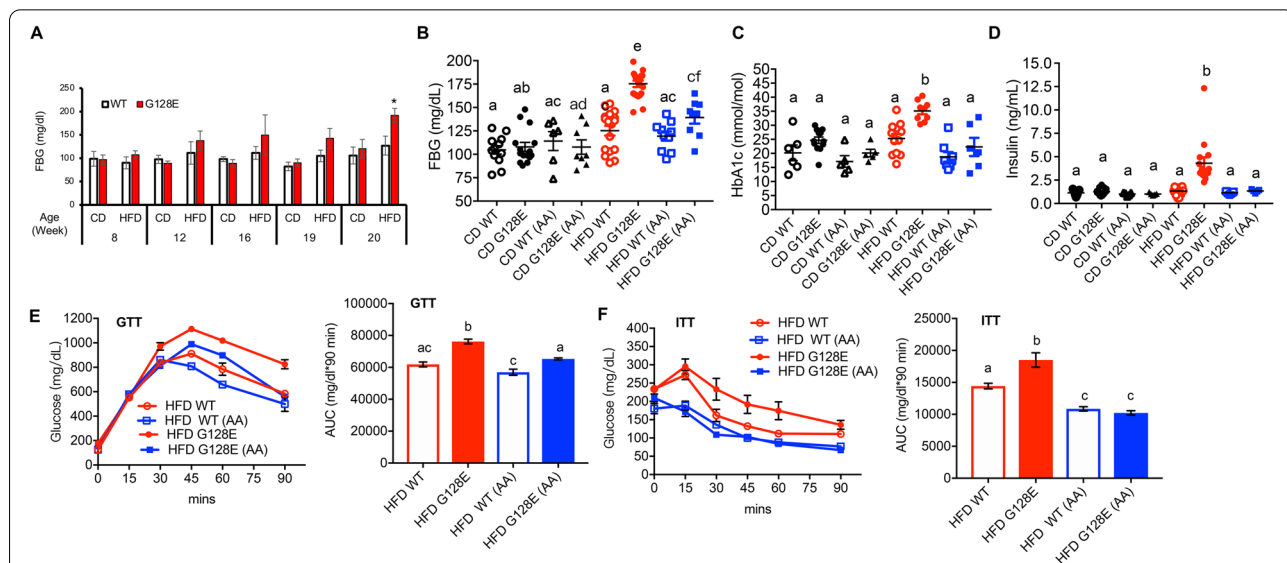 A
FBG (mg/dl)
200
150
100
50
WT
G128E
*
CD HFD CD HFD CD HFD CD HFD CD HFD
Age
(Week)
8 12 16 19 20
B
FBG (mg/dL)
200
175
150
125
100
75
50
a ab ac ad a e ac cf
CD WT
CD G128E
CD WT (AA)
CD G128E (AA)
HFD WT
HFD G128E
HFD WT (AA)
HFD G128E (AA)
C
HbA1c (mmol/mol)
50
45
40
35
30
25
20
15
10
5
0
a a a a a b a a
CD WT
CD G128E
CD WT (AA)
CD G128E (AA)
HFD WT
HFD G128E
HFD WT (AA)
HFD G128E (AA)
D
Insulin (ng/mL)
15.0
12.5
10.0
7.5
5.0
2.5
0.0
a a a a a b a a
CD WT
CD G128E
CD WT (AA)
CD G128E (AA)
HFD WT
HFD G128E
HFD WT (AA)
HFD G128E (AA)
E
GTT
Glucose (mg/dL)
1200
1000
800
600
400
200
0
0 15 30 45 60 75 90
mins
HFD WT
HFD WT (AA)
HFD G128E
HFD G128E (AA)
GTT
AUC (mg/dl*90 min)
100000
80000
60000
40000
20000
0
ac b c a
HFD WT
HFD G128E
HFD WT (AA)
HFD G128E (AA)
F
ITT
Glucose (mg/dL)
400
350
300
250
200
150
100
50
0
0 15 30 45 60 75 90
mins
HFD WT
HFD WT (AA)
HFD G128E
HFD G128E (AA)
ITT
AUC (mg/dl*90 min)
25000
20000
15000
10000
5000
0
a b c c
HFD WT
HFD G128E
HFD WT (AA)
HFD G128E (AA)